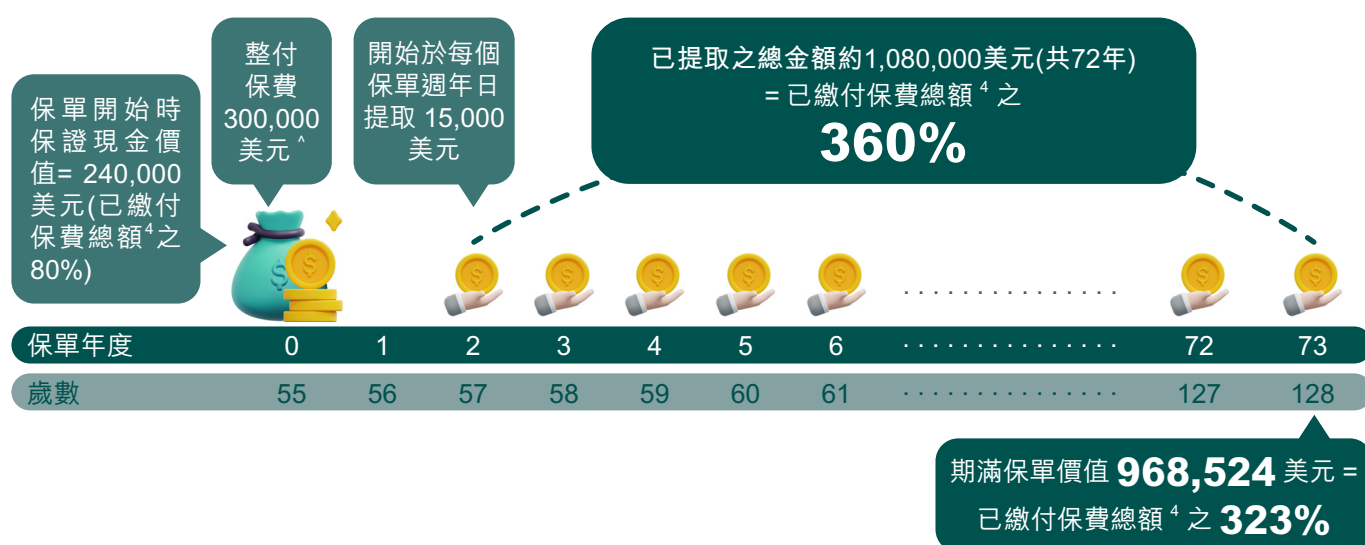 整付
保費
300,000
美元 ^
開始於每個
保單週年日
提取 15,000
美元
已提取之總金額約1,080,000美元(共72年)
= 已繳付保費總額 4 之
360%
保單開始時
保證現金價
值= 240,000
美元(已繳付
保費總額4之
80%)
保單年度 0 1 2 3 4 5 6 ............... 72 73
歲數 55 56 57 58 59 60 61 ............... 127 128
期滿保單價值 968,524 美元 =
已繳付保費總額 4 之 323%